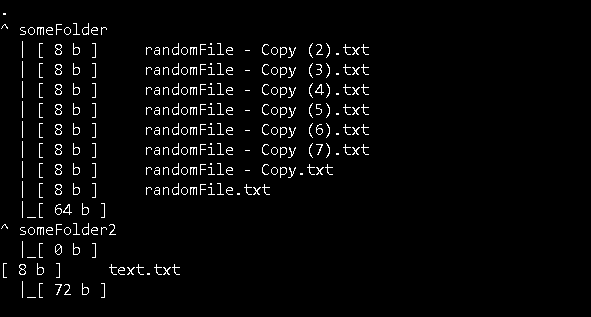 .
^ someFolder
  | [ 8 b ]     randomFile - Copy (2).txt
  | [ 8 b ]     randomFile - Copy (3).txt
  | [ 8 b ]     randomFile - Copy (4).txt
  | [ 8 b ]     randomFile - Copy (5).txt
  | [ 8 b ]     randomFile - Copy (6).txt
  | [ 8 b ]     randomFile - Copy (7).txt
  | [ 8 b ]     randomFile - Copy.txt
  | [ 8 b ]     randomFile.txt
  |_[ 64 b ]
^ someFolder2
  |_[ 0 b ]
[ 8 b ]     text.txt
  |_[ 72 b ]